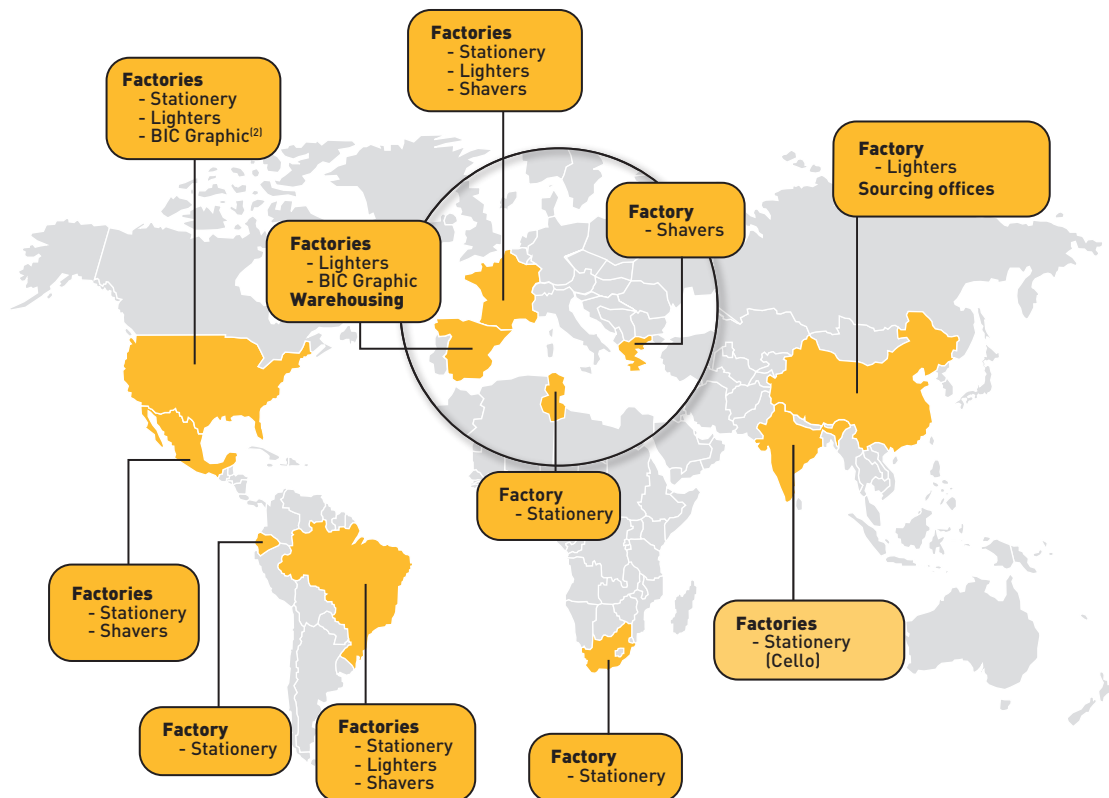 Factories
- Stationery
- Lighters
- Shavers
Factories
- Stationery
- Lighters
- BIC Graphic(2)
Factory
- Lighters
Sourcing offices
Factory
- Shavers
Factories
- Lighters
- BIC Graphic
Warehousing
Factory
- Stationery
Factories
- Stationery
- Shavers
Factories
- Stationery
(Cello)
Factory
- Stationery
Factories
- Stationery
- Lighters
- Shavers
Factory
- Stationery